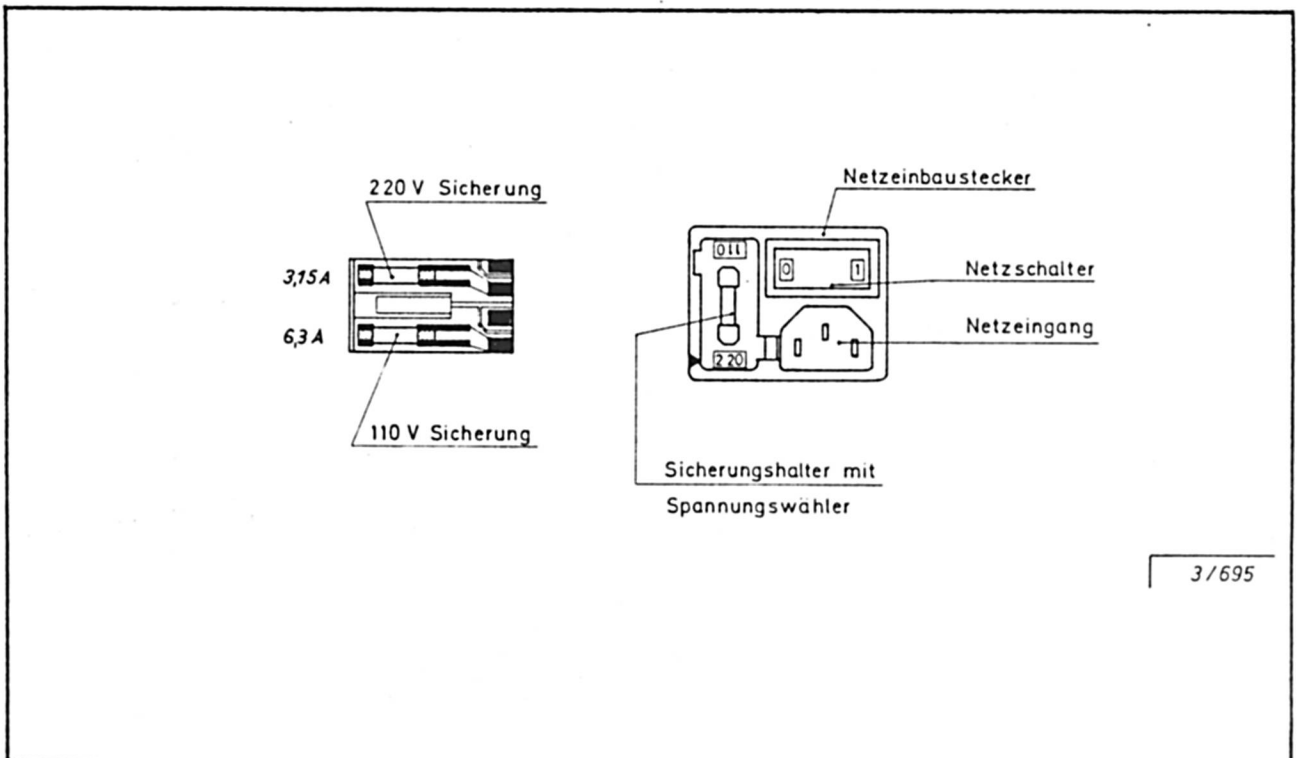 220 V Sicherung
3,15 A
6,3 A
110 V Sicherung
Netzeinbaustecker
110
0 1
Netzschalter
Netzeingang
220
Sicherungshalter mit
Spannungswähler
3/695